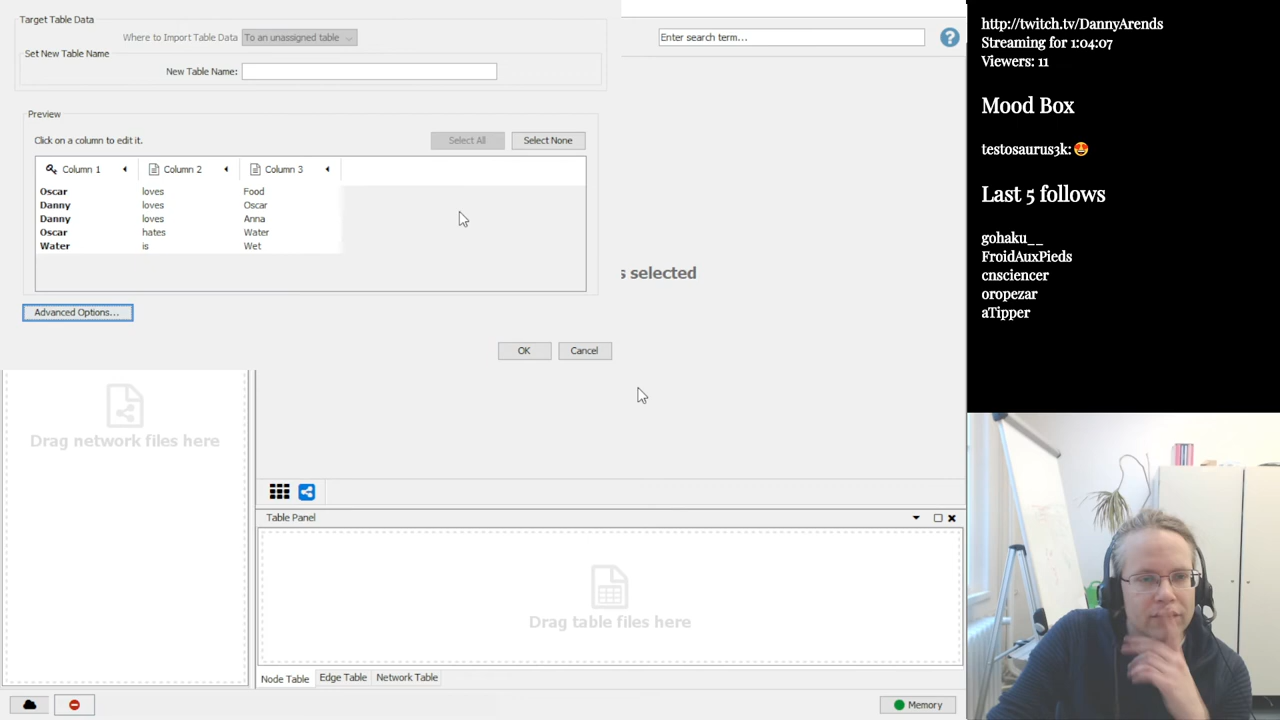 Target Table Data
Where to Import Table Data To an unassigned table
Set New Table Name
New Table Name:
Preview
Click on a column to edit it.
Select All Select None
Column 1 Column 2 Column 3
Oscar loves Food
Danny loves Oscar
Danny loves Anna
Oscar hates Water
Water is Wet
Advanced Options...
OK Cancel
Enter search term...
?
s selected
Drag network files here
Table Panel
Drag table files here
Node Table Edge Table Network Table
Memory
http://twitch.tv/DannyArends
Streaming for 1:04:07
Viewers: 11
Mood Box
testosaurus3k:🤩
Last 5 follows
gohaku__
FroidAuxPieds
cnsciencer
oropezar
aTipper